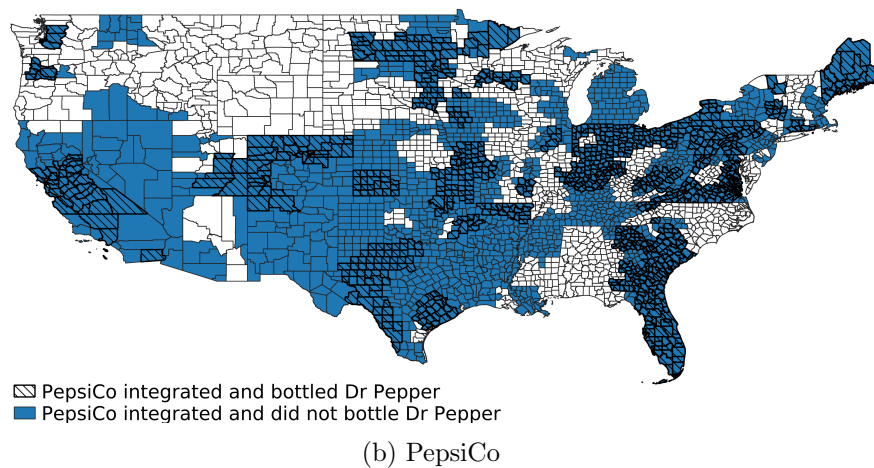 PepsiCo integrated and bottled Dr Pepper
PepsiCo integrated and did not bottle Dr Pepper
(b) PepsiCo